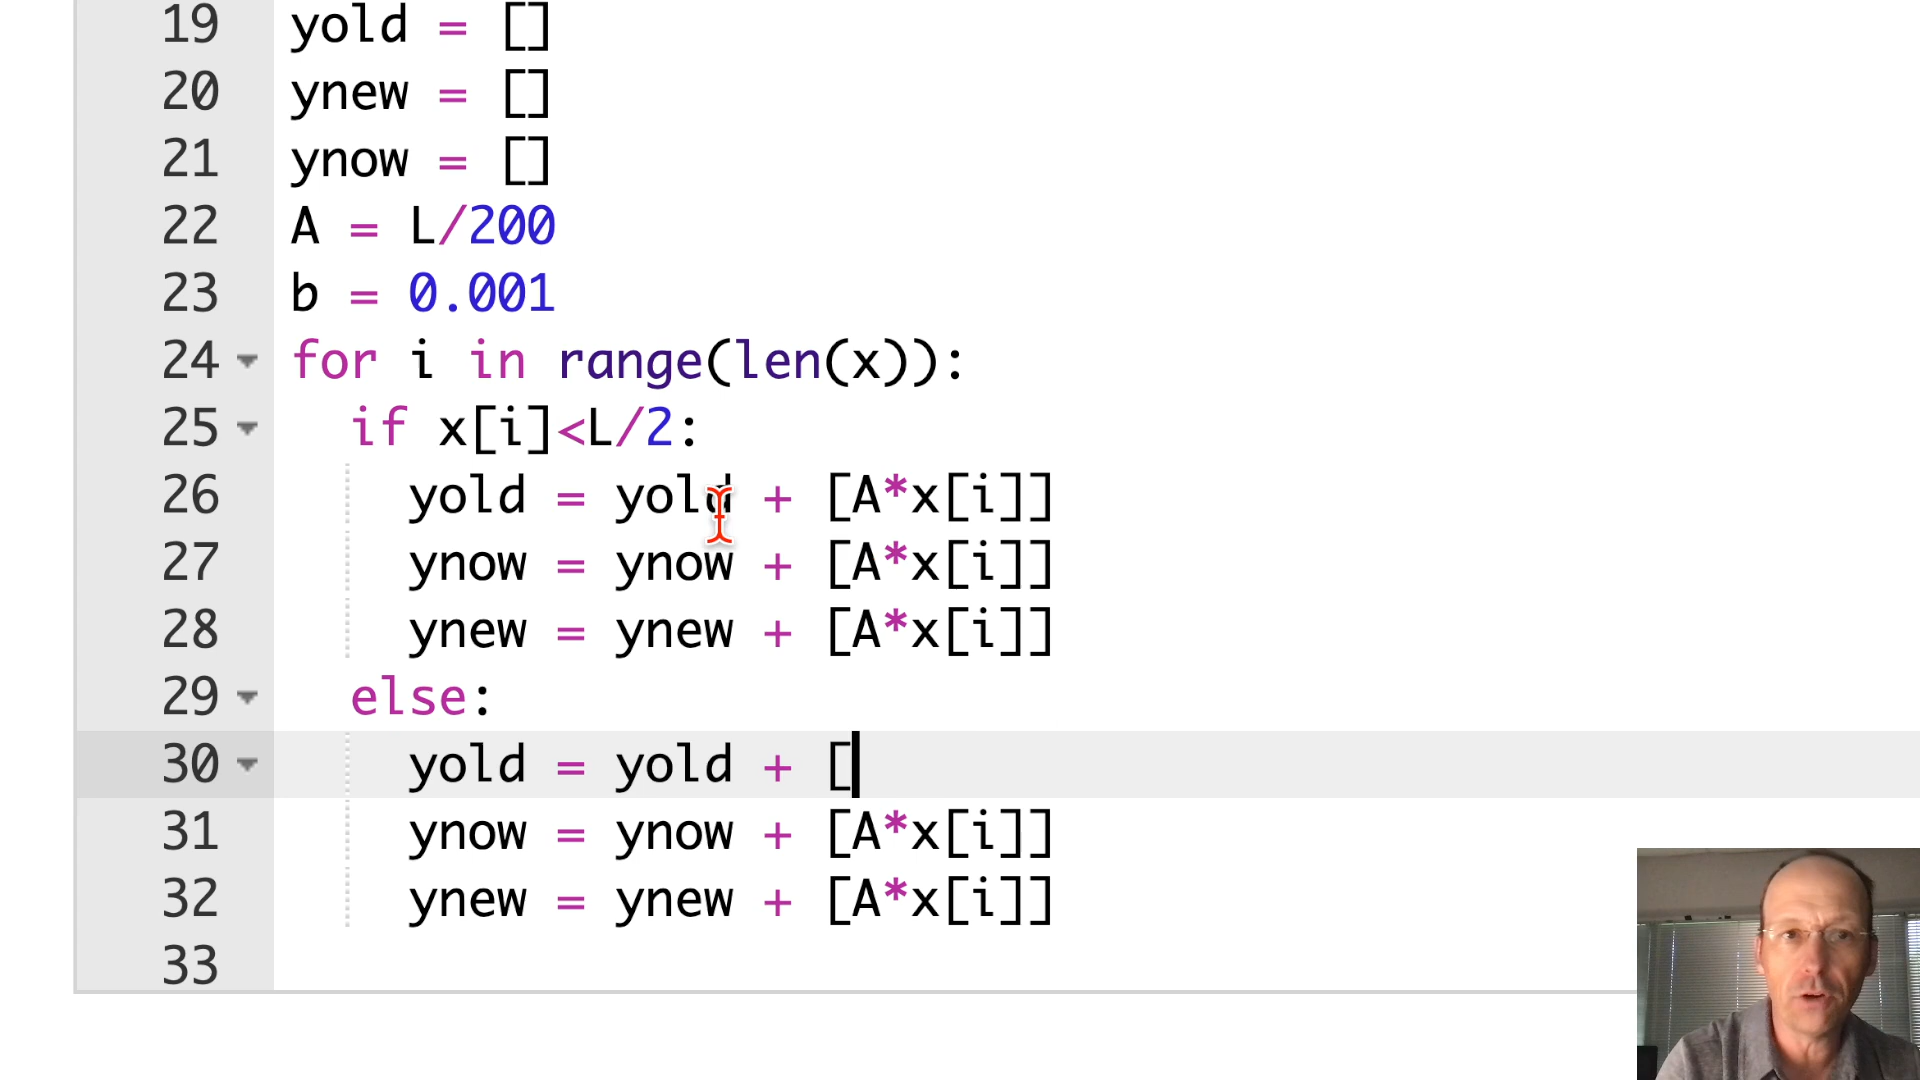 19 yold = []
20 ynew = []
21 ynow = []
22 A = L/200
23 b = 0.001
24 for i in range(len(x)):
25 if x[i]<L/2:
26 yold = yold + [A*x[i]]
27 ynow = ynow + [A*x[i]]
28 ynew = ynew + [A*x[i]]
29 else:
30 yold = yold + [
31 ynow = ynow + [A*x[i]]
32 ynew = ynew + [A*x[i]]
33